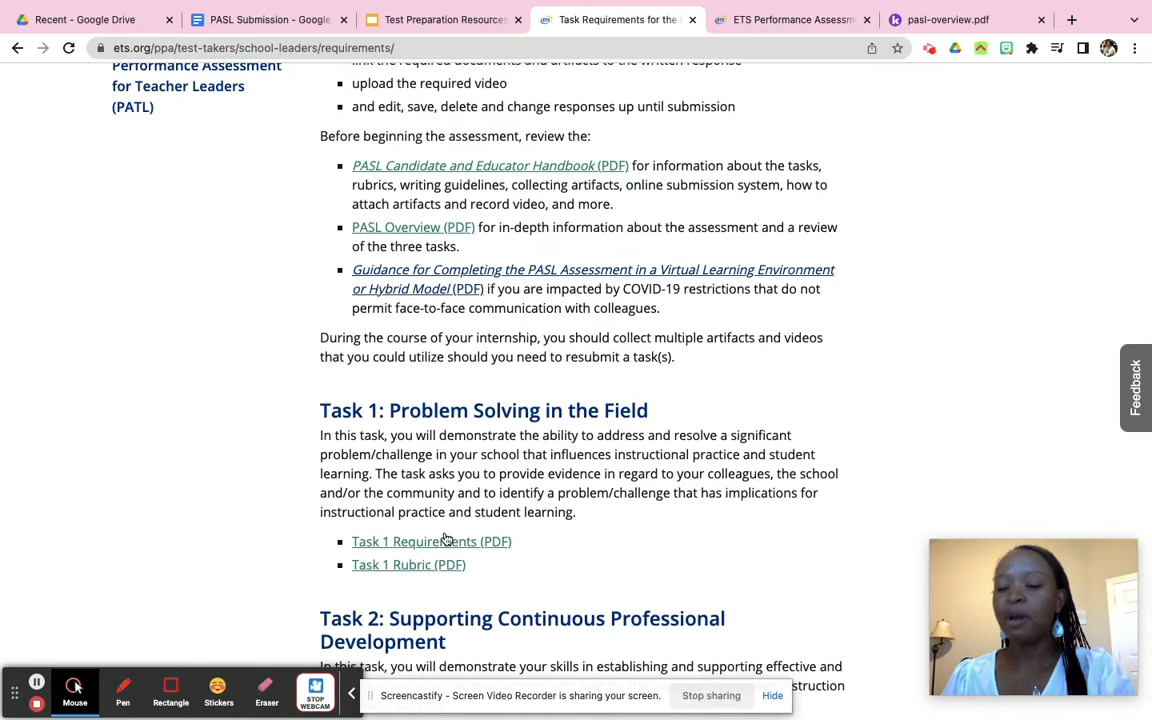 Recent - Google Drive
PASL Submission - Google
Test Preparation Resources
Task Requirements for the
ETS Performance Assessm
pasl-overview.pdf
ets.org/ppa/test-takers/school-leaders/requirements/
Performance Assessment
for Teacher Leaders
(PATL)
link the required documents and artifacts to the written response
upload the required video
and edit, save, delete and change responses up until submission
Before beginning the assessment, review the:
PASL Candidate and Educator Handbook (PDF) for information about the tasks,
rubrics, writing guidelines, collecting artifacts, online submission system, how to
attach artifacts and record video, and more.
PASL Overview (PDF) for in-depth information about the assessment and a review
of the three tasks.
Guidance for Completing the PASL Assessment in a Virtual Learning Environment
or Hybrid Model (PDF) if you are impacted by COVID-19 restrictions that do not
permit face-to-face communication with colleagues.
During the course of your internship, you should collect multiple artifacts and videos
that you could utilize should you need to resubmit a task(s).
Feedback
Task 1: Problem Solving in the Field
In this task, you will demonstrate the ability to address and resolve a significant
problem/challenge in your school that influences instructional practice and student
learning. The task asks you to provide evidence in regard to your colleagues, the school
and/or the community and to identify a problem/challenge that has implications for
instructional practice and student learning.
Task 1 Requirements (PDF)
Task 1 Rubric (PDF)
Task 2: Supporting Continuous Professional
Development
In this task, you will demonstrate your skills in establishing and supporting effective and
struction
Mouse
Pen
Rectangle
Stickers
Eraser
STOP
WEBCAM
Screencastify - Screen Video Recorder is sharing your screen.
Stop sharing
Hide